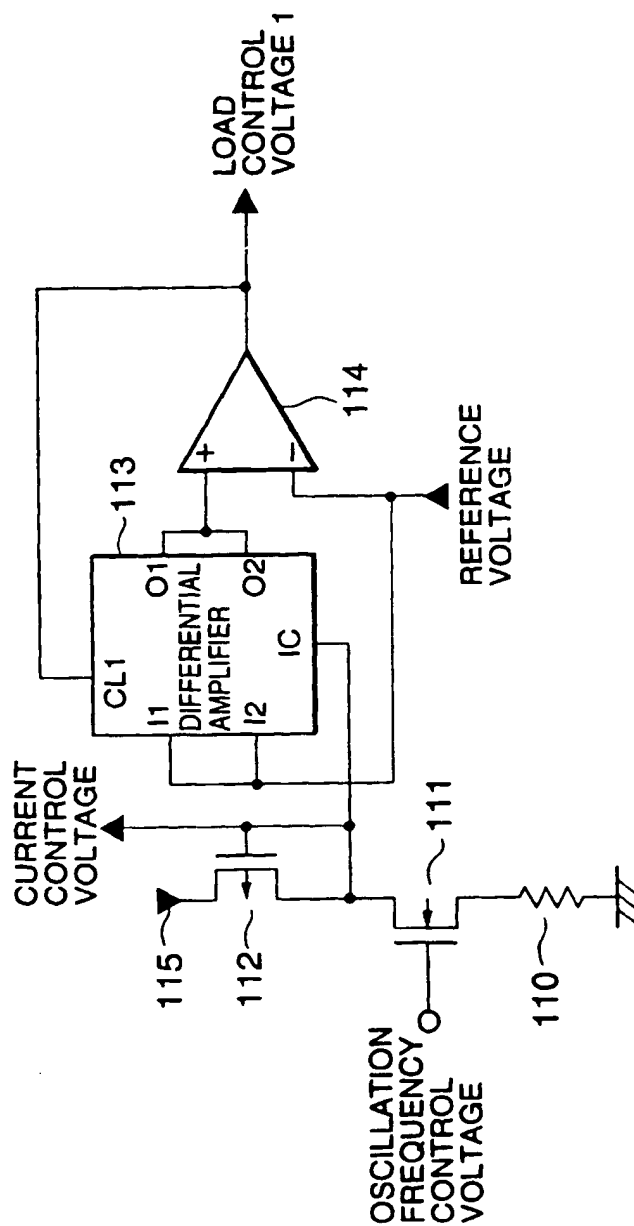 LOAD
CONTROL
VOLTAGE 1
114
+
−
113
CL1
O1
O2
I1
DIFFERENTIAL
AMPLIFIER
I2
IC
REFERENCE
VOLTAGE
CURRENT
CONTROL
VOLTAGE
115
112
111
110
OSCILLATION
FREQUENCY
CONTROL
VOLTAGE